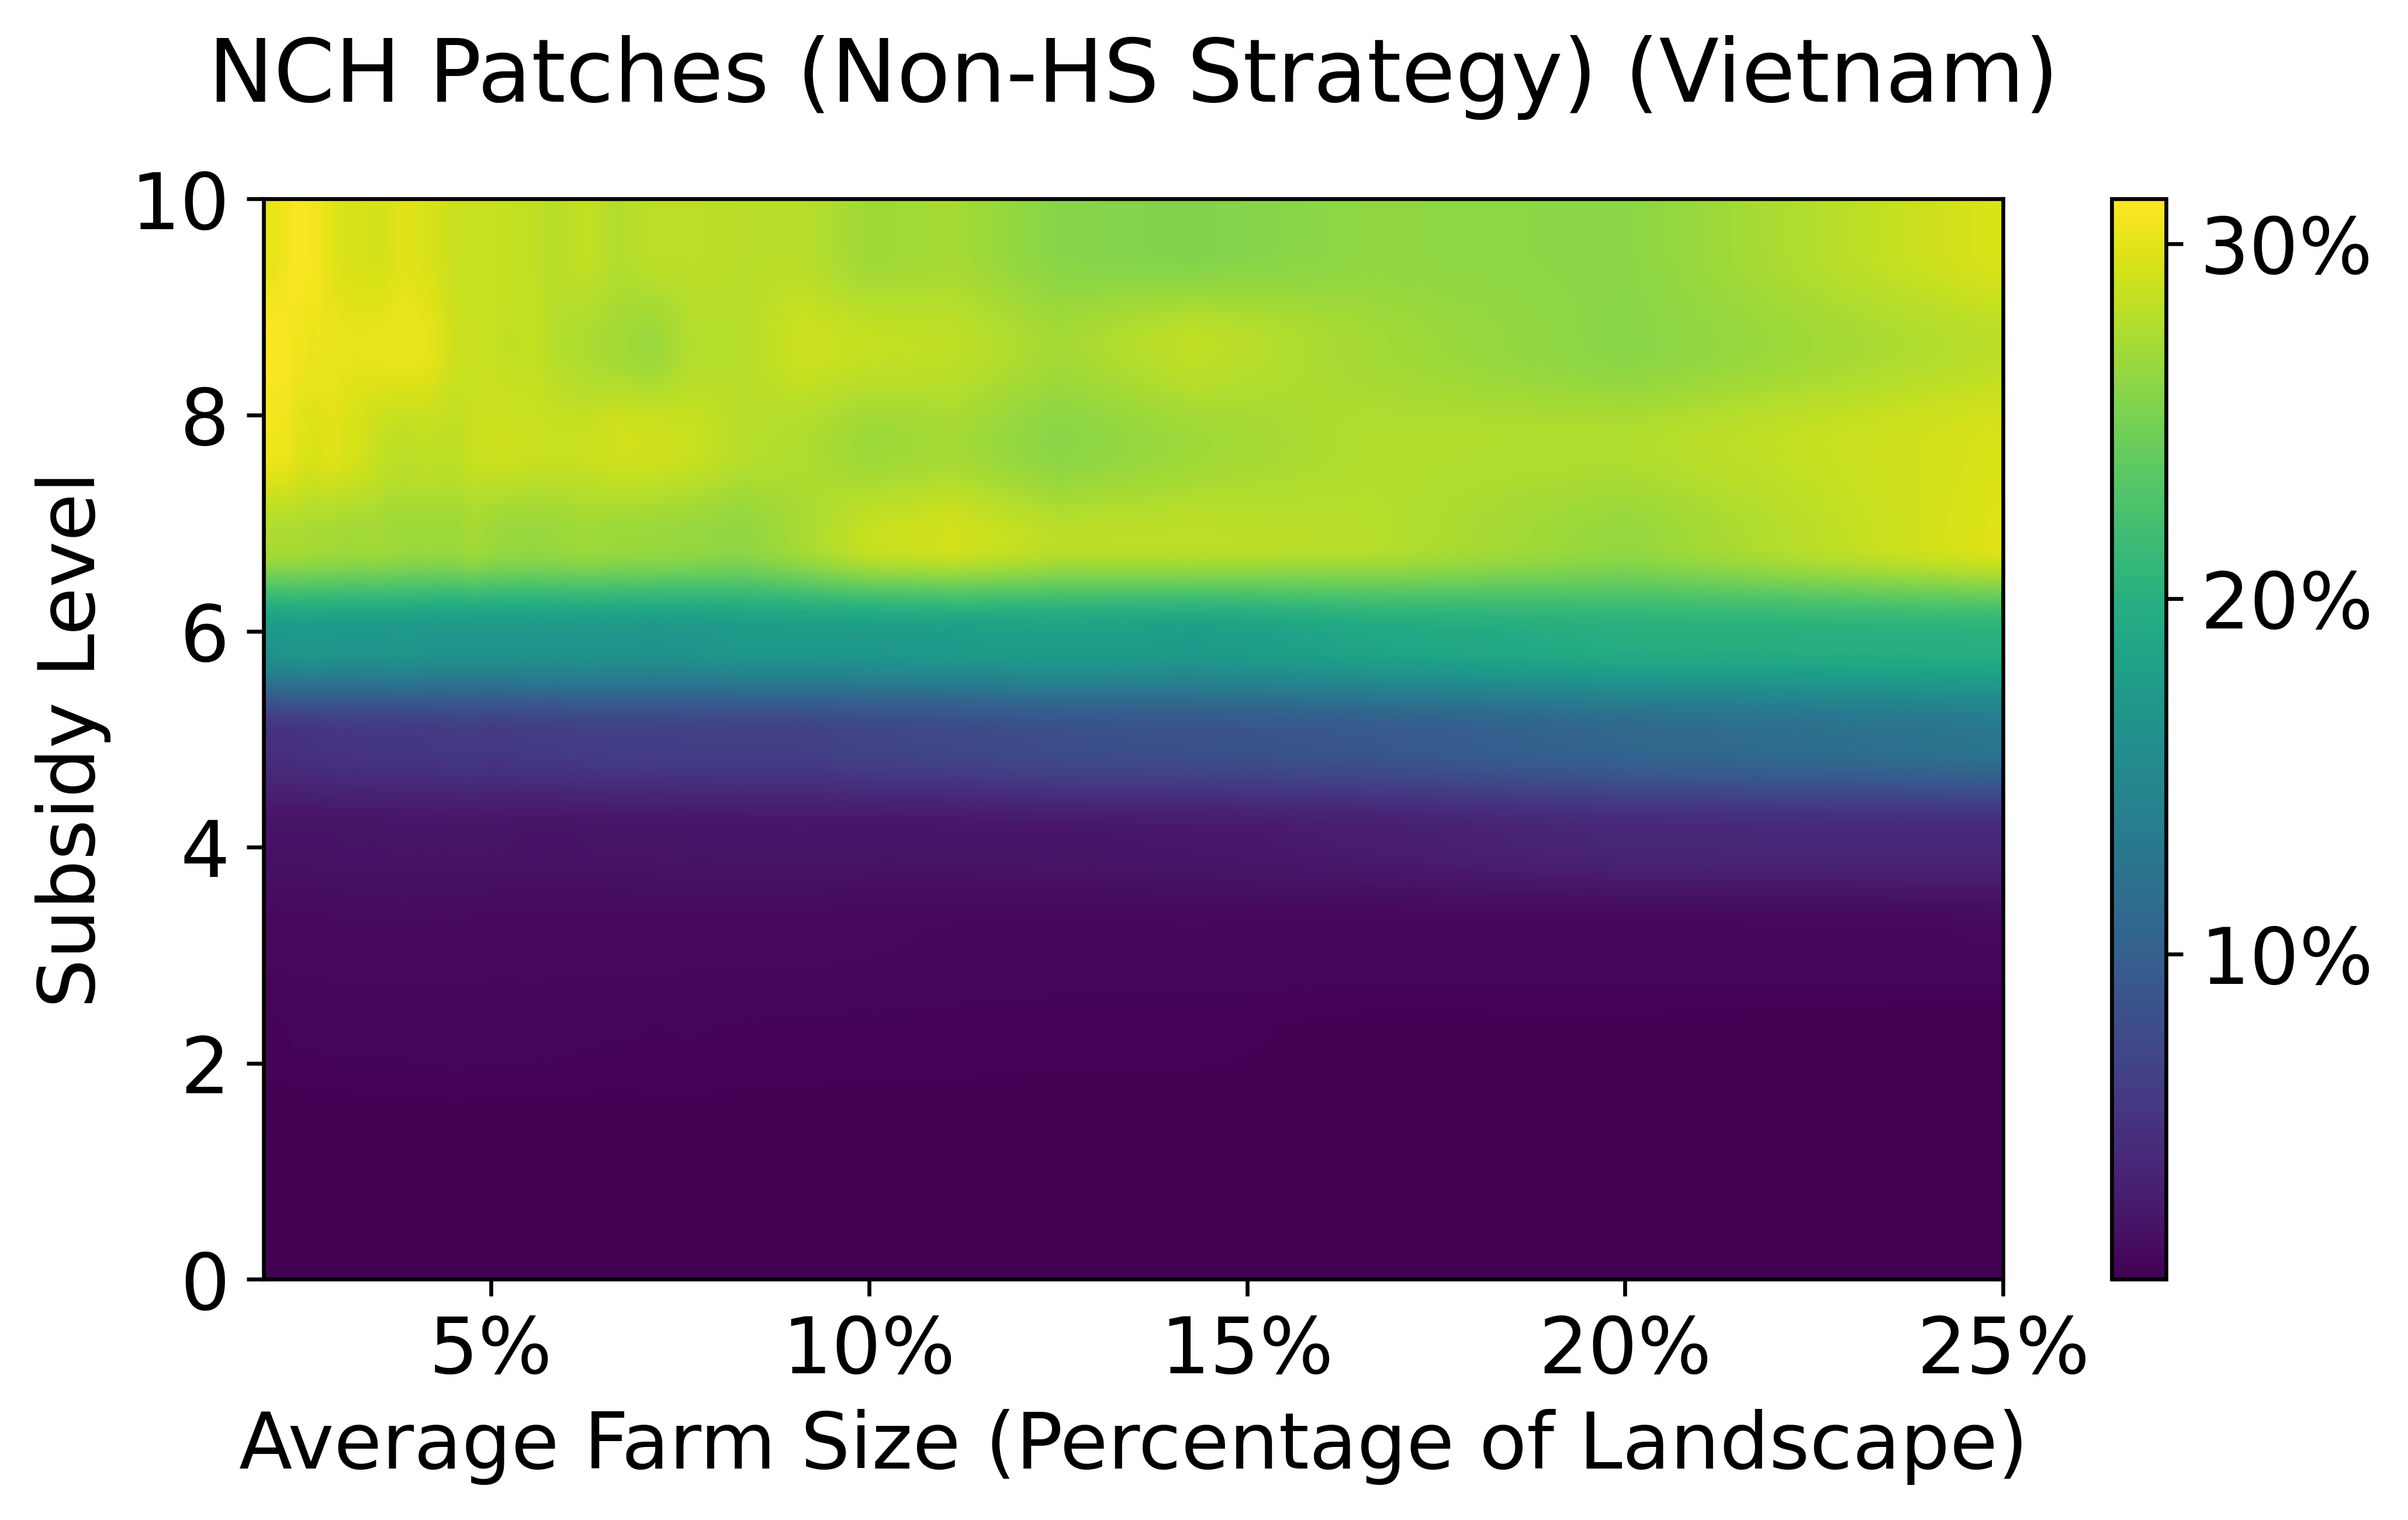 NCH Patches (Non-HS Strategy) (Vietnam)
10
8
6
4
2
0
Subsidy Level
5% 10% 15% 20% 25%
Average Farm Size (Percentage of Landscape)
30%
20%
10%